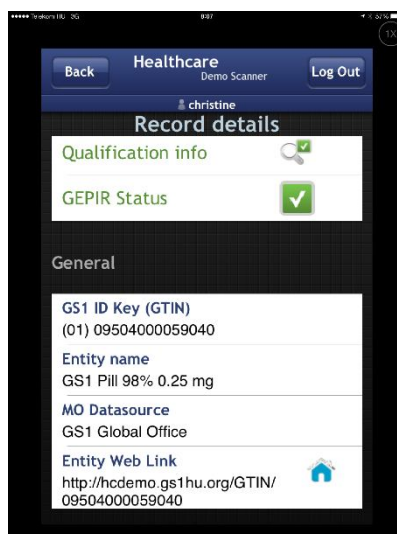 Telekom HU 3G 9:07 37%
1X
Back Healthcare Log Out
Demo Scanner
christine
Record details
Qualification info
GEPIR Status
General
GS1 ID Key (GTIN)
(01) 09504000059040
Entity name
GS1 Pill 98% 0.25 mg
MO Datasource
GS1 Global Office
Entity Web Link
http://hcdemo.gs1hu.org/GTIN/
09504000059040